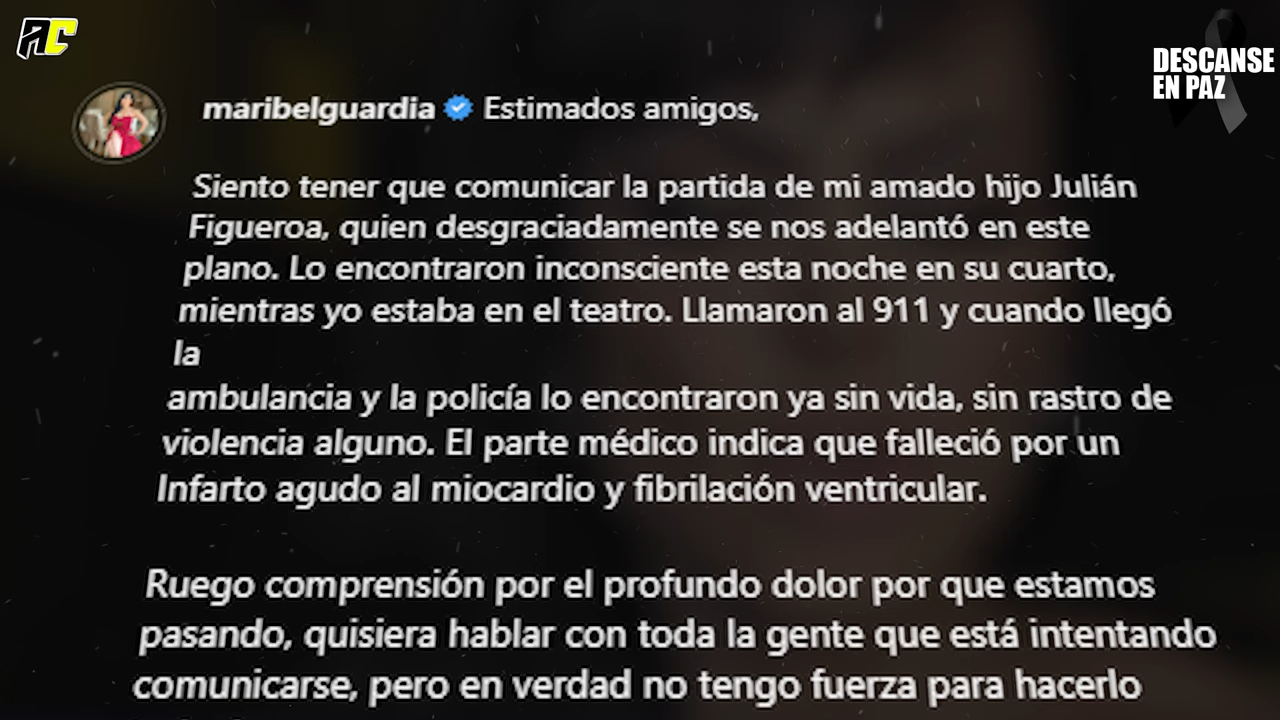 AC
DESCANSE
EN PAZ
maribelguardia Estimados amigos,
Siento tener que comunicar la partida de mi amado hijo Julián
Figueroa, quien desgraciadamente se nos adelantó en este
plano. Lo encontraron inconsciente esta noche en su cuarto,
mientras yo estaba en el teatro. Llamaron al 911 y cuando llegó
la
ambulancia y la policía lo encontraron ya sin vida, sin rastro de
violencia alguno. El parte médico indica que falleció por un
Infarto agudo al miocardio y fibrilación ventricular.
Ruego comprensión por el profundo dolor por que estamos
pasando, quisiera hablar con toda la gente que está intentando
comunicarse, pero en verdad no tengo fuerza para hacerlo